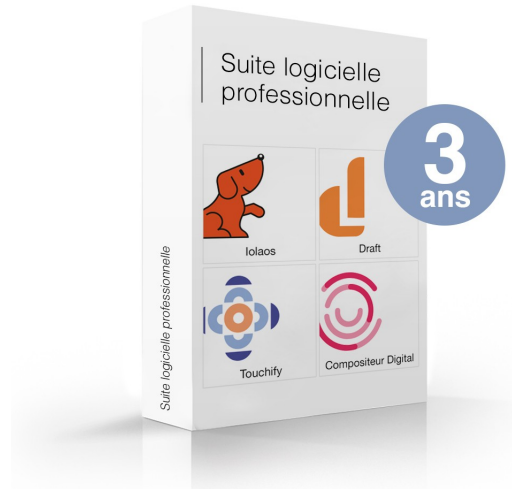 Suite logicielle
professionnelle
3
ans
Iolaos
Draft
Touchify
Compositeur Digital
Suite logicielle professionnelle